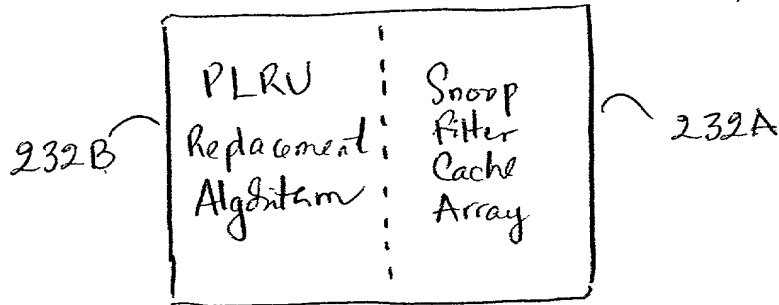 PLRU
Replacement
Algorithm
Snoop
Filter
Cache
Array
232B
232A